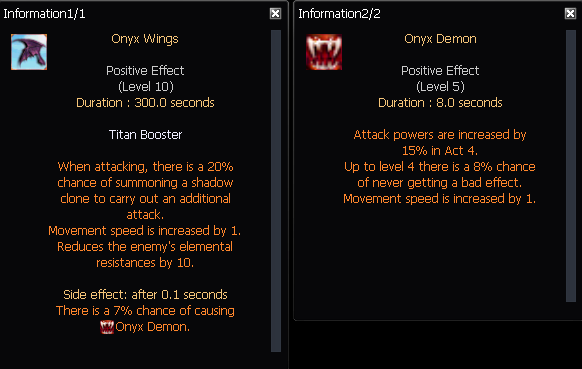 Information1/1
Onyx Wings
Positive Effect
(Level 10)
Duration : 300.0 seconds
Titan Booster
When attacking, there is a 20%
chance of summoning a shadow
clone to carry out an additional
attack.
Movement speed is increased by 1.
Reduces the enemy's elemental
resistances by 10.
Side effect: after 0.1 seconds
There is a 7% chance of causing
Onyx Demon.
Information2/2
Onyx Demon
Positive Effect
(Level 5)
Duration : 8.0 seconds
Attack powers are increased by
15% in Act 4.
Up to level 4 there is a 8% chance
of never getting a bad effect.
Movement speed is increased by 1.